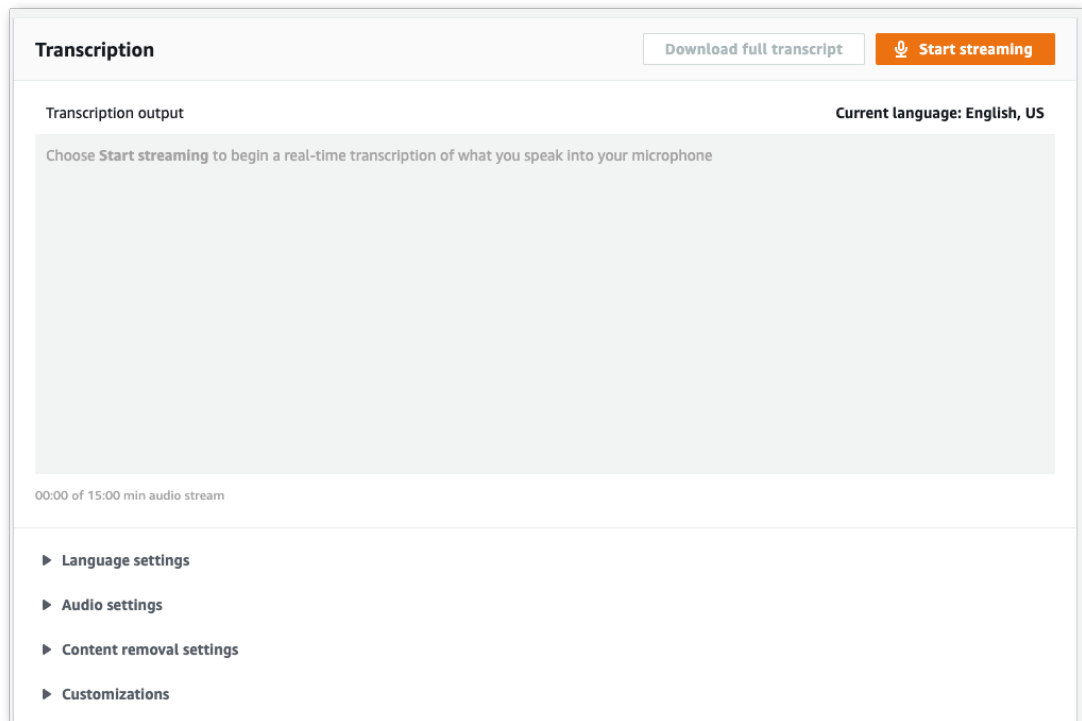 Transcription
Download full transcript
Start streaming
Transcription output
Current language: English, US
Choose Start streaming to begin a real-time transcription of what you speak into your microphone
00:00 of 15:00 min audio stream
Language settings
Audio settings
Content removal settings
Customizations